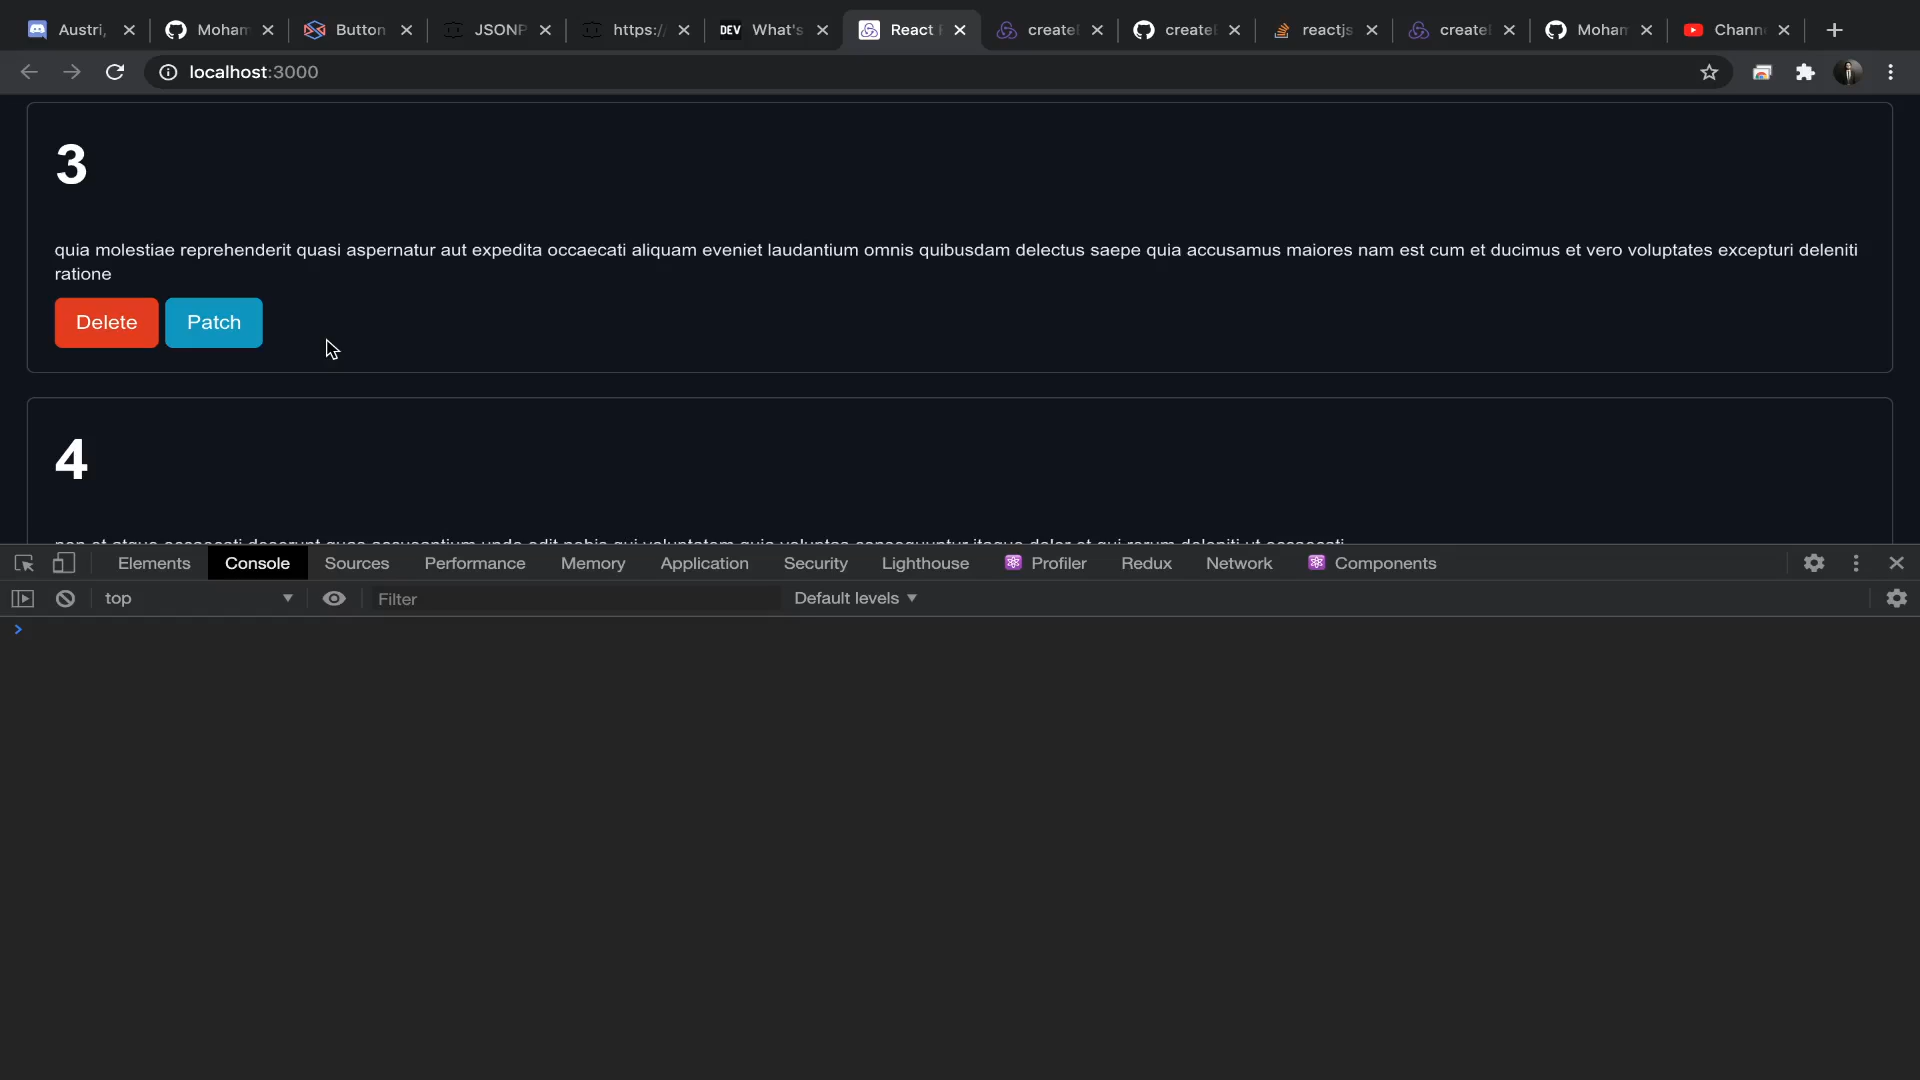 Austri,
Moham
Button
JSONP
https:/
DEV What's
React
create
create
reactjs
create
Moham
Chann
localhost:3000
3
quia molestiae reprehenderit quasi aspernatur aut expedita occaecati aliquam eveniet laudantium omnis quibusdam delectus saepe quia accusamus maiores nam est cum et ducimus et vero voluptates excepturi deleniti
ratione
Delete Patch
4
Elements Console Sources Performance Memory Application Security Lighthouse Profiler Redux Network Components
top Filter Default levels